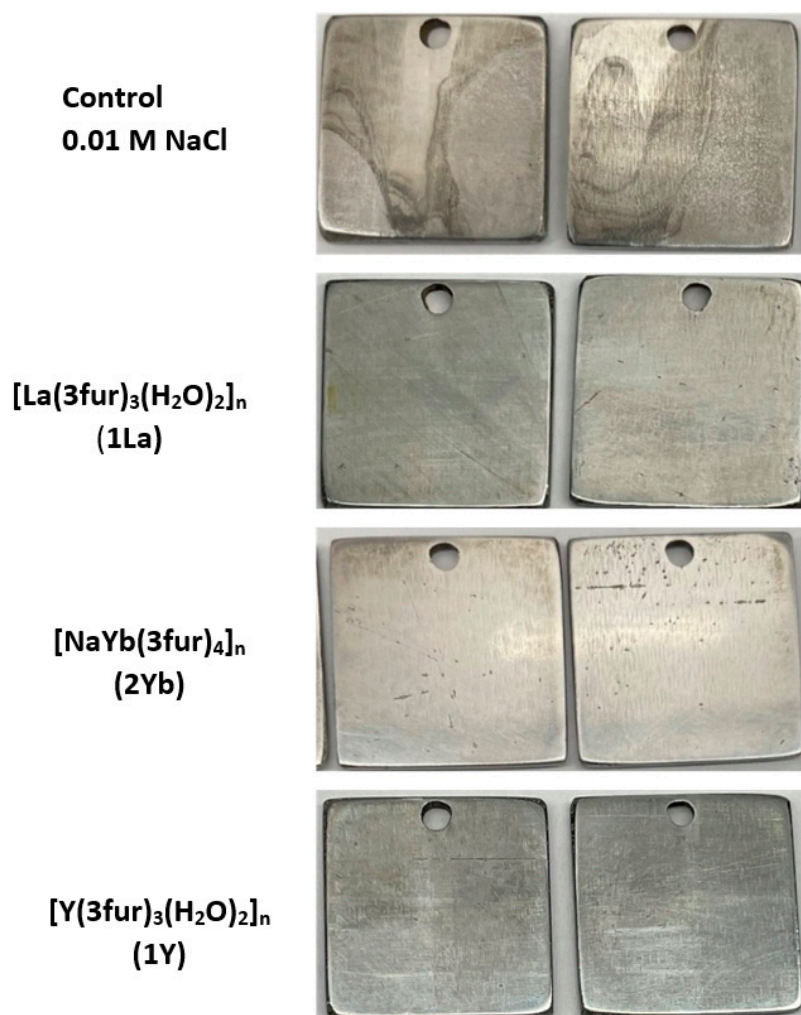 Control
0.01 M NaCl
[La(3fur)₃(H₂O)₂]ₙ
(1La)
[NaYb(3fur)₄]ₙ
(2Yb)
[Y(3fur)₃(H₂O)₂]ₙ
(1Y)